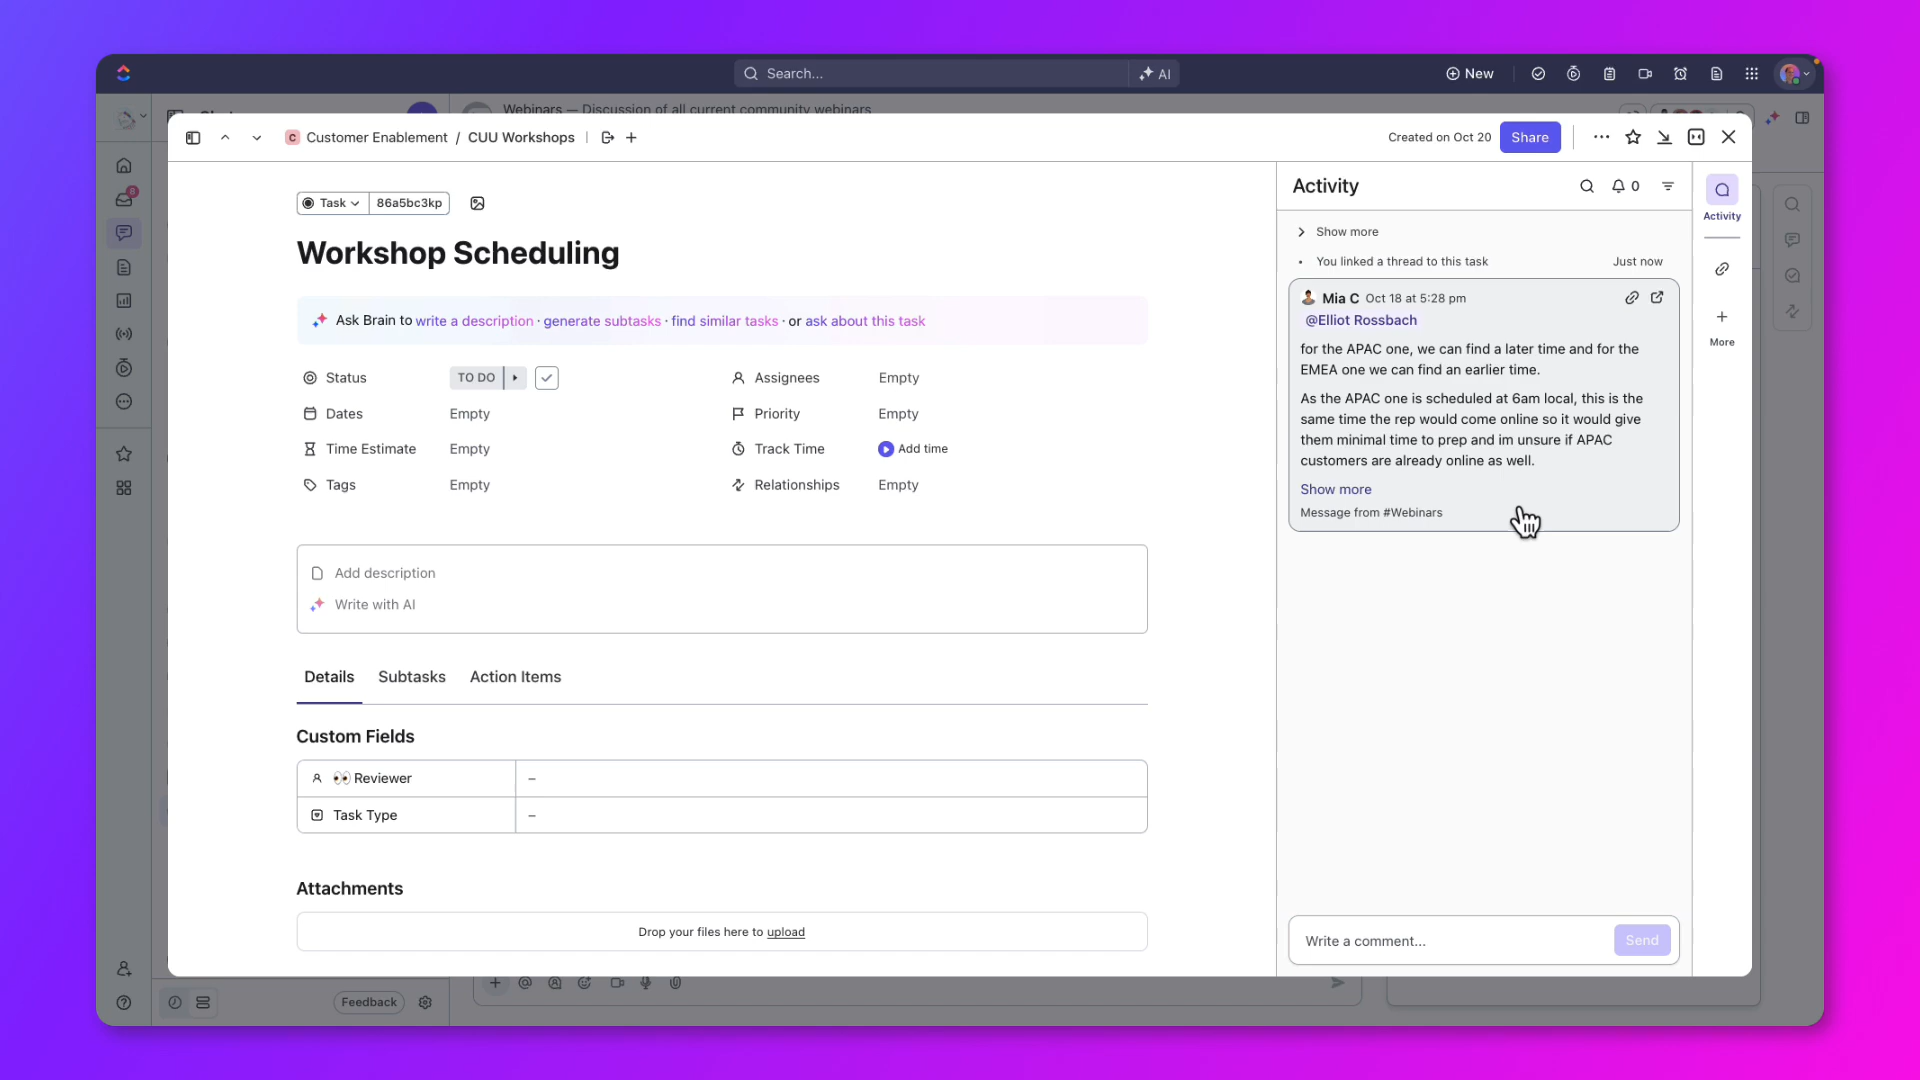 Search...
AI
New
Webinars — Discussion of all current community webinars
8
C Customer Enablement / CUU Workshops
Created on Oct 20
Share
Task
86a5bc3kp
Workshop Scheduling
Ask Brain to write a description · generate subtasks · find similar tasks · or ask about this task
Status
TO DO
Assignees
Empty
Dates
Empty
Priority
Empty
Time Estimate
Empty
Track Time
Add time
Tags
Empty
Relationships
Empty
Add description
Write with AI
Details
Subtasks
Action Items
Custom Fields
Reviewer
–
Task Type
–
Attachments
Drop your files here to upload
Activity
0
Show more
• You linked a thread to this task
Just now
Mia C Oct 18 at 5:28 pm
@Elliot Rossbach
for the APAC one, we can find a later time and for the
EMEA one we can find an earlier time.
As the APAC one is scheduled at 6am local, this is the
same time the rep would come online so it would give
them minimal time to prep and im unsure if APAC
customers are already online as well.
Show more
Message from #Webinars
Write a comment...
Send
Activity
More
Feedback